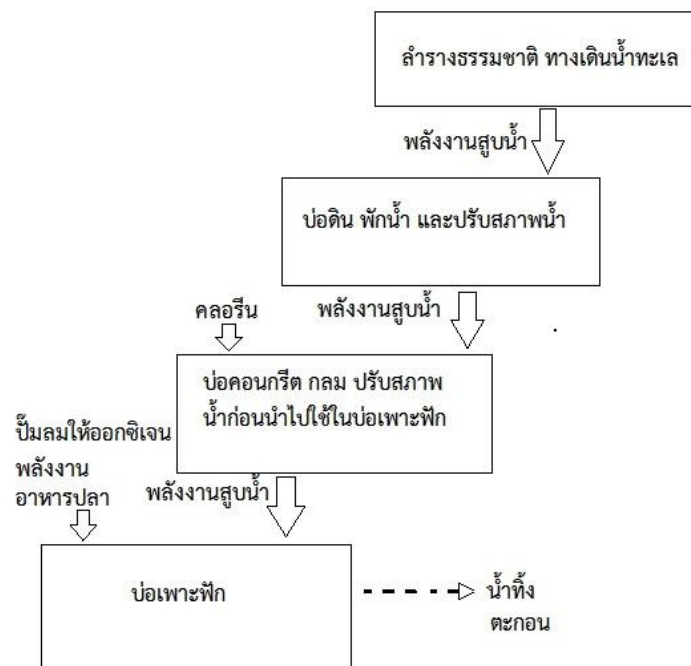 ลำรางธรรมชาติ ทางเดินน้ำทะเล
พลังงานสูบน้ำ
บ่อดิน พักน้ำ และปรับสภาพน้ำ
คลอรีน
พลังงานสูบน้ำ
บ่อคอนกรีต กลม ปรับสภาพ
น้ำก่อนนำไปใช้ในบ่อเพาะฟัก
ปั๊มลมให้ออกซิเจน
พลังงาน
อาหารปลา
พลังงานสูบน้ำ
บ่อเพาะฟัก
น้ำทิ้ง
ตะกอน